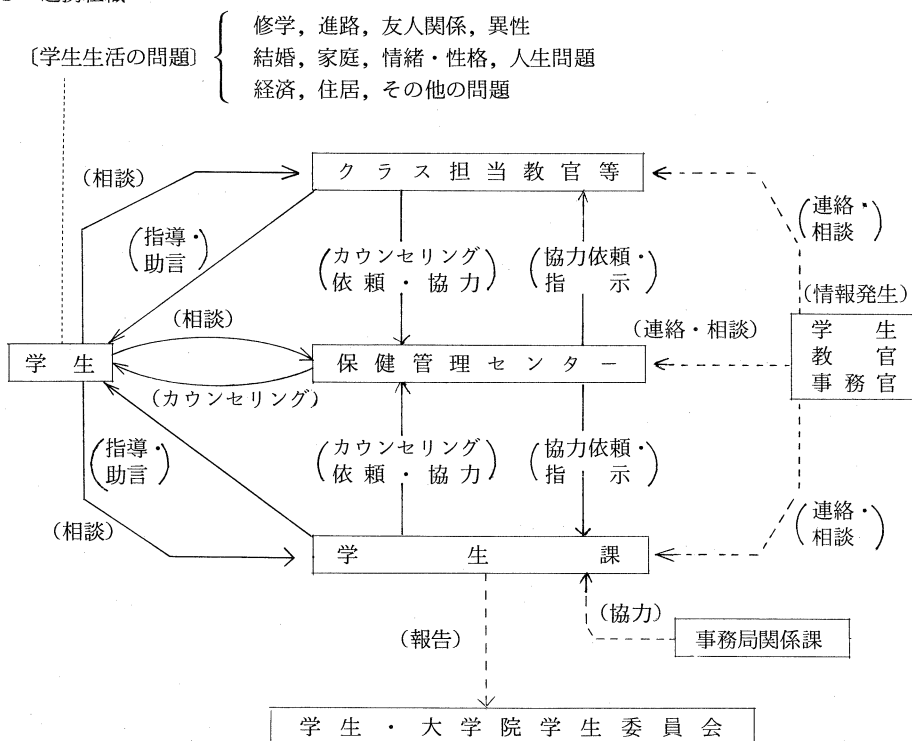 〔学生生活の問題〕
修学，進路，友人関係，異性
結婚，家庭，情緒・性格，人生問題
経済，住居，その他の問題
クラス担当教官等
（相談）
（指導・
助言）
（カウンセリング
依頼・協力）
（協力依頼・
指示）
（連絡・
相談）
（情報発生）
学生
教官
事務官
（相談）
（連絡・相談）
学生
保健管理センター
（カウンセリング）
（指導・
助言）
（カウンセリング
依頼・協力）
（協力依頼・
指示）
（相談）
（連絡・
相談）
学生課
（報告）
（協力）
事務局関係課
学生・大学院学生委員会